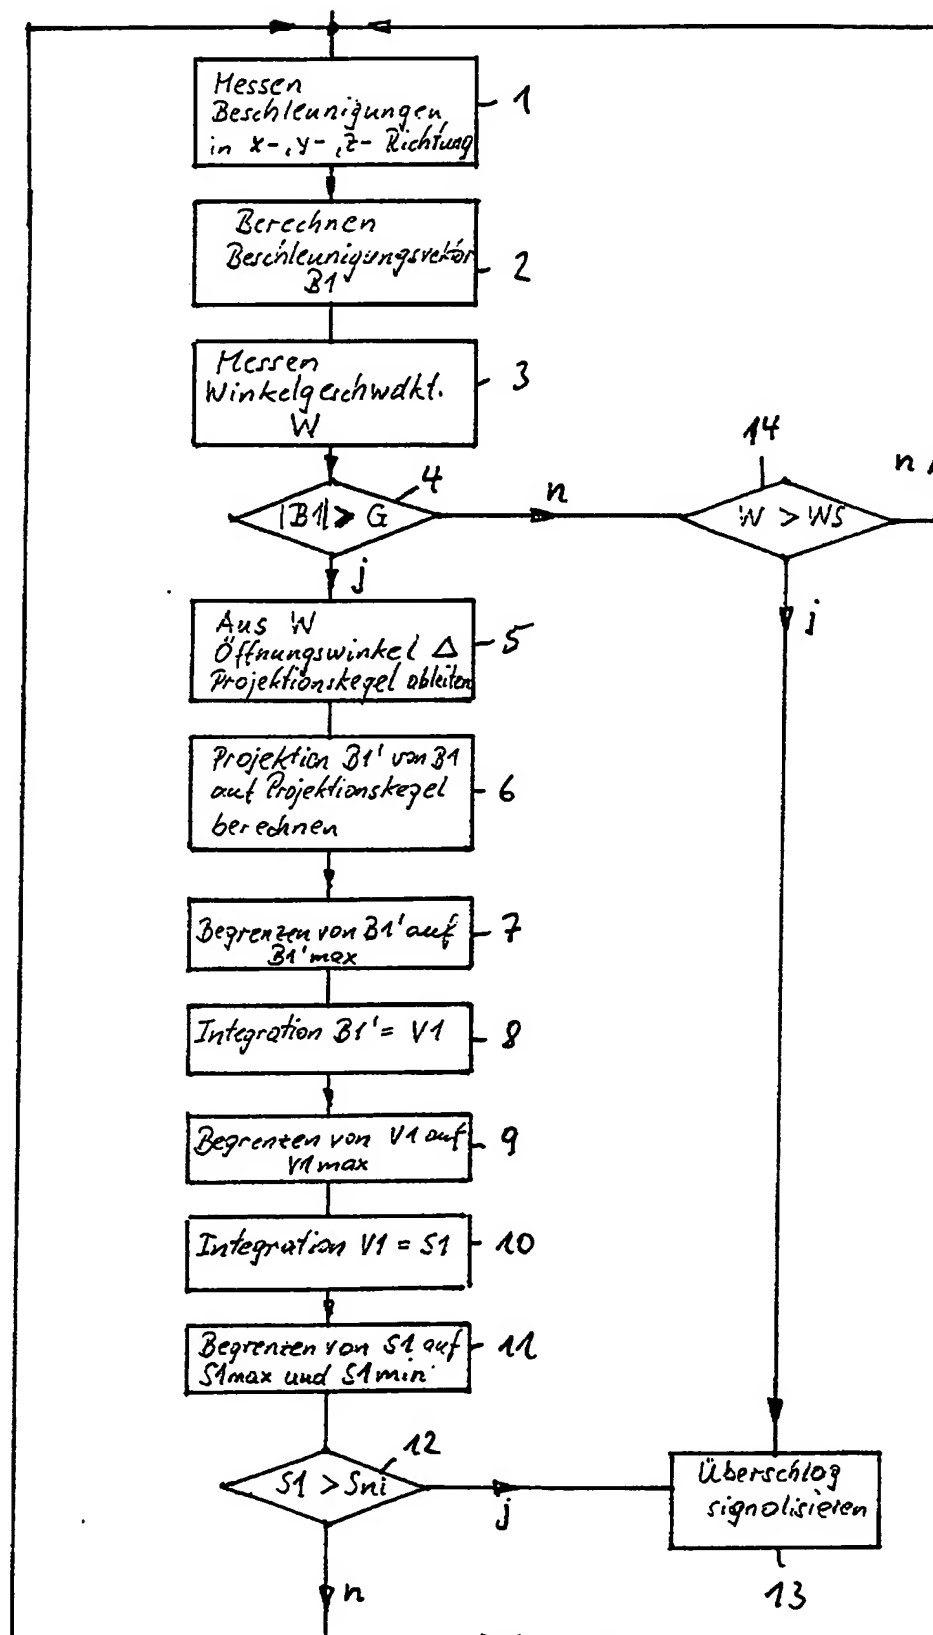 Messen
Beschleunigungen
in x-, y-, z- Richtung
1
Berechnen
Beschleunigungsvektor
B1
2
Messen
Winkelgeschwdkt.
W
3
|B1| > G
4
n
W > WS
14
n
j
j
Aus W
Öffnungswinkel Δ
Projektionskegel ableiten
5
Projektion B1' von B1
auf Projektionskegel
berechnen
6
Begrenzen von B1' auf
B1'max
7
Integration B1' = V1
8
Begrenzen von V1 auf
V1max
9
Integration V1 = S1
10
Begrenzen von S1 auf
S1max und S1min
11
S1 > Sni
12
j
Überschlag
signalisieren
13
n